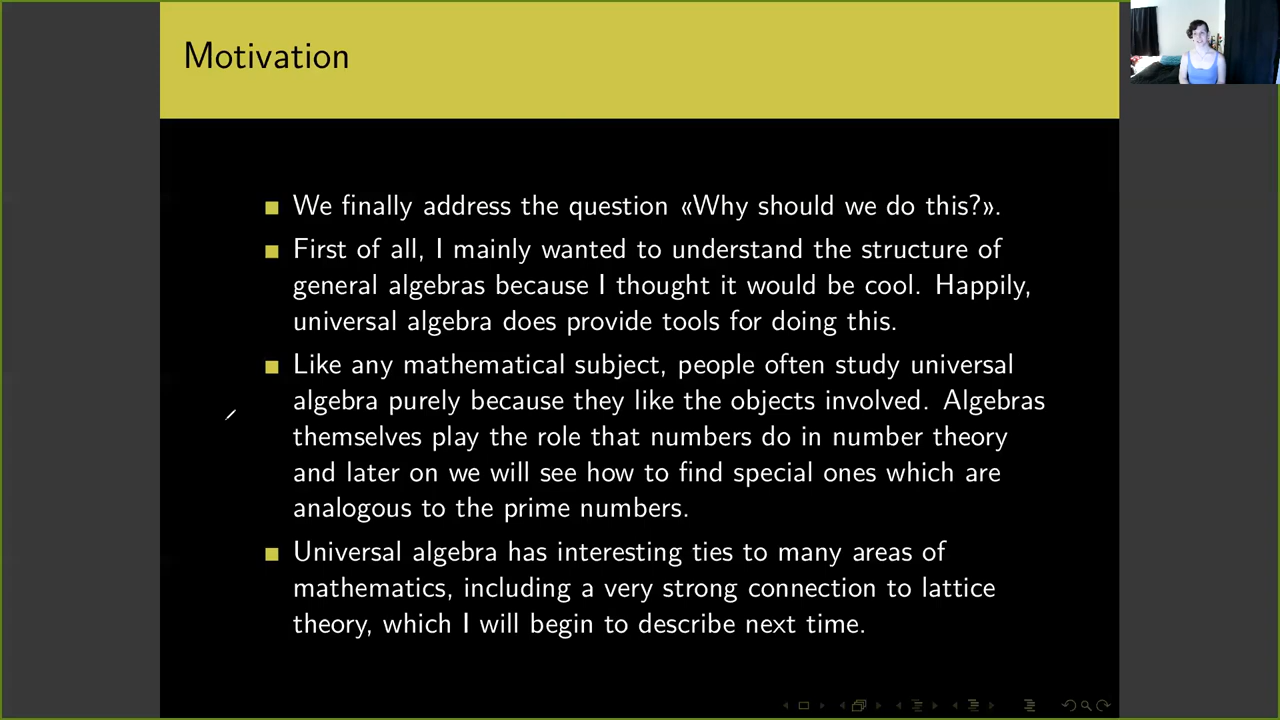 Motivation
We finally address the question «Why should we do this?».
First of all, I mainly wanted to understand the structure of
general algebras because I thought it would be cool. Happily,
universal algebra does provide tools for doing this.
Like any mathematical subject, people often study universal
algebra purely because they like the objects involved. Algebras
themselves play the role that numbers do in number theory
and later on we will see how to find special ones which are
analogous to the prime numbers.
Universal algebra has interesting ties to many areas of
mathematics, including a very strong connection to lattice
theory, which I will begin to describe next time.